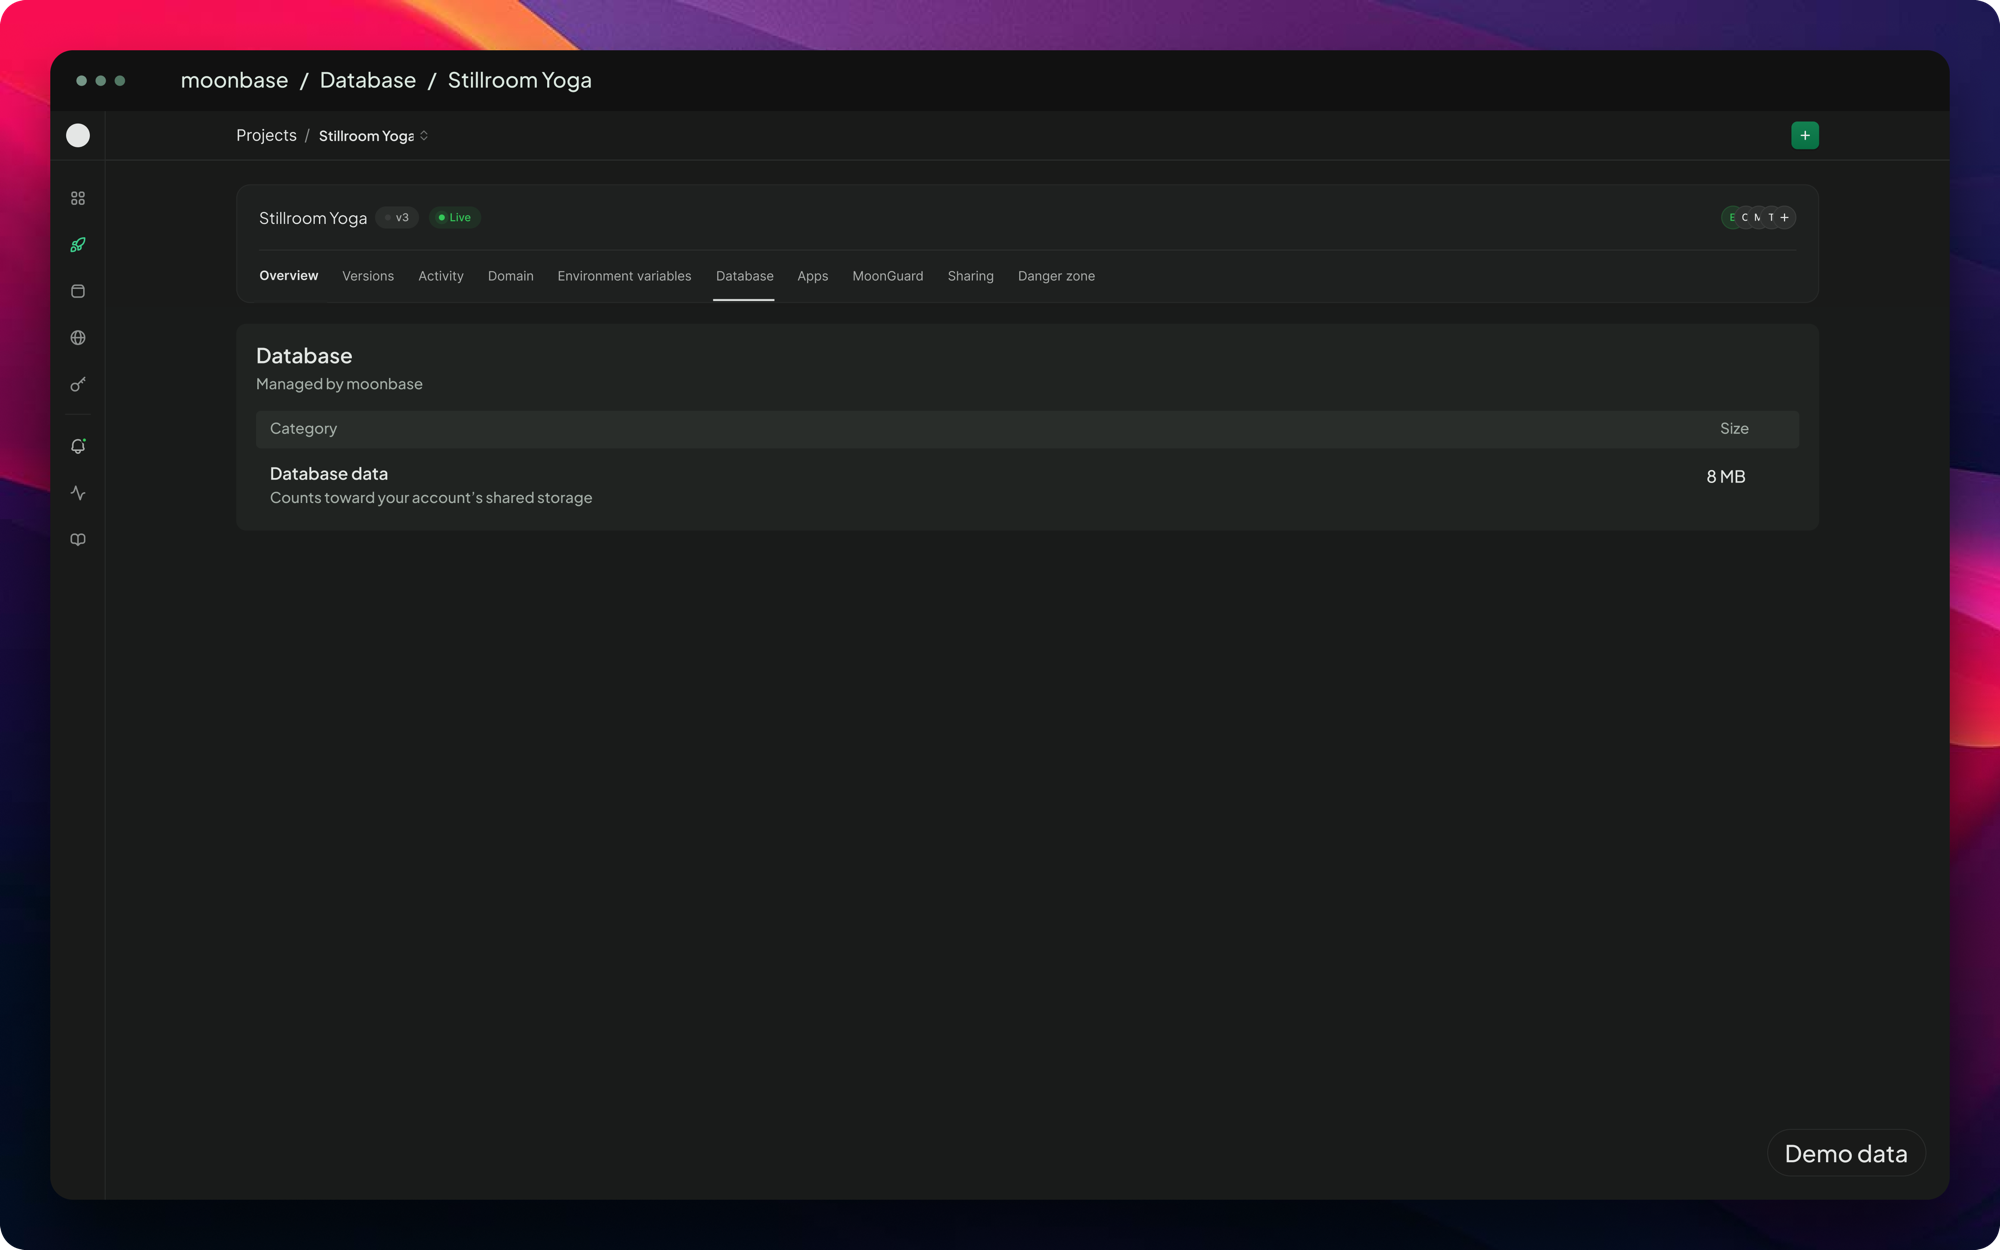 moonbase / Database / Stillroom Yoga
Projects / Stillroom Yoga
+
Stillroom Yoga v3 Live
E C M T +
Overview Versions Activity Domain Environment variables Database Apps MoonGuard Sharing Danger zone
Database
Managed by moonbase
Category Size
Database data 8 MB
Counts toward your account’s shared storage
Demo data